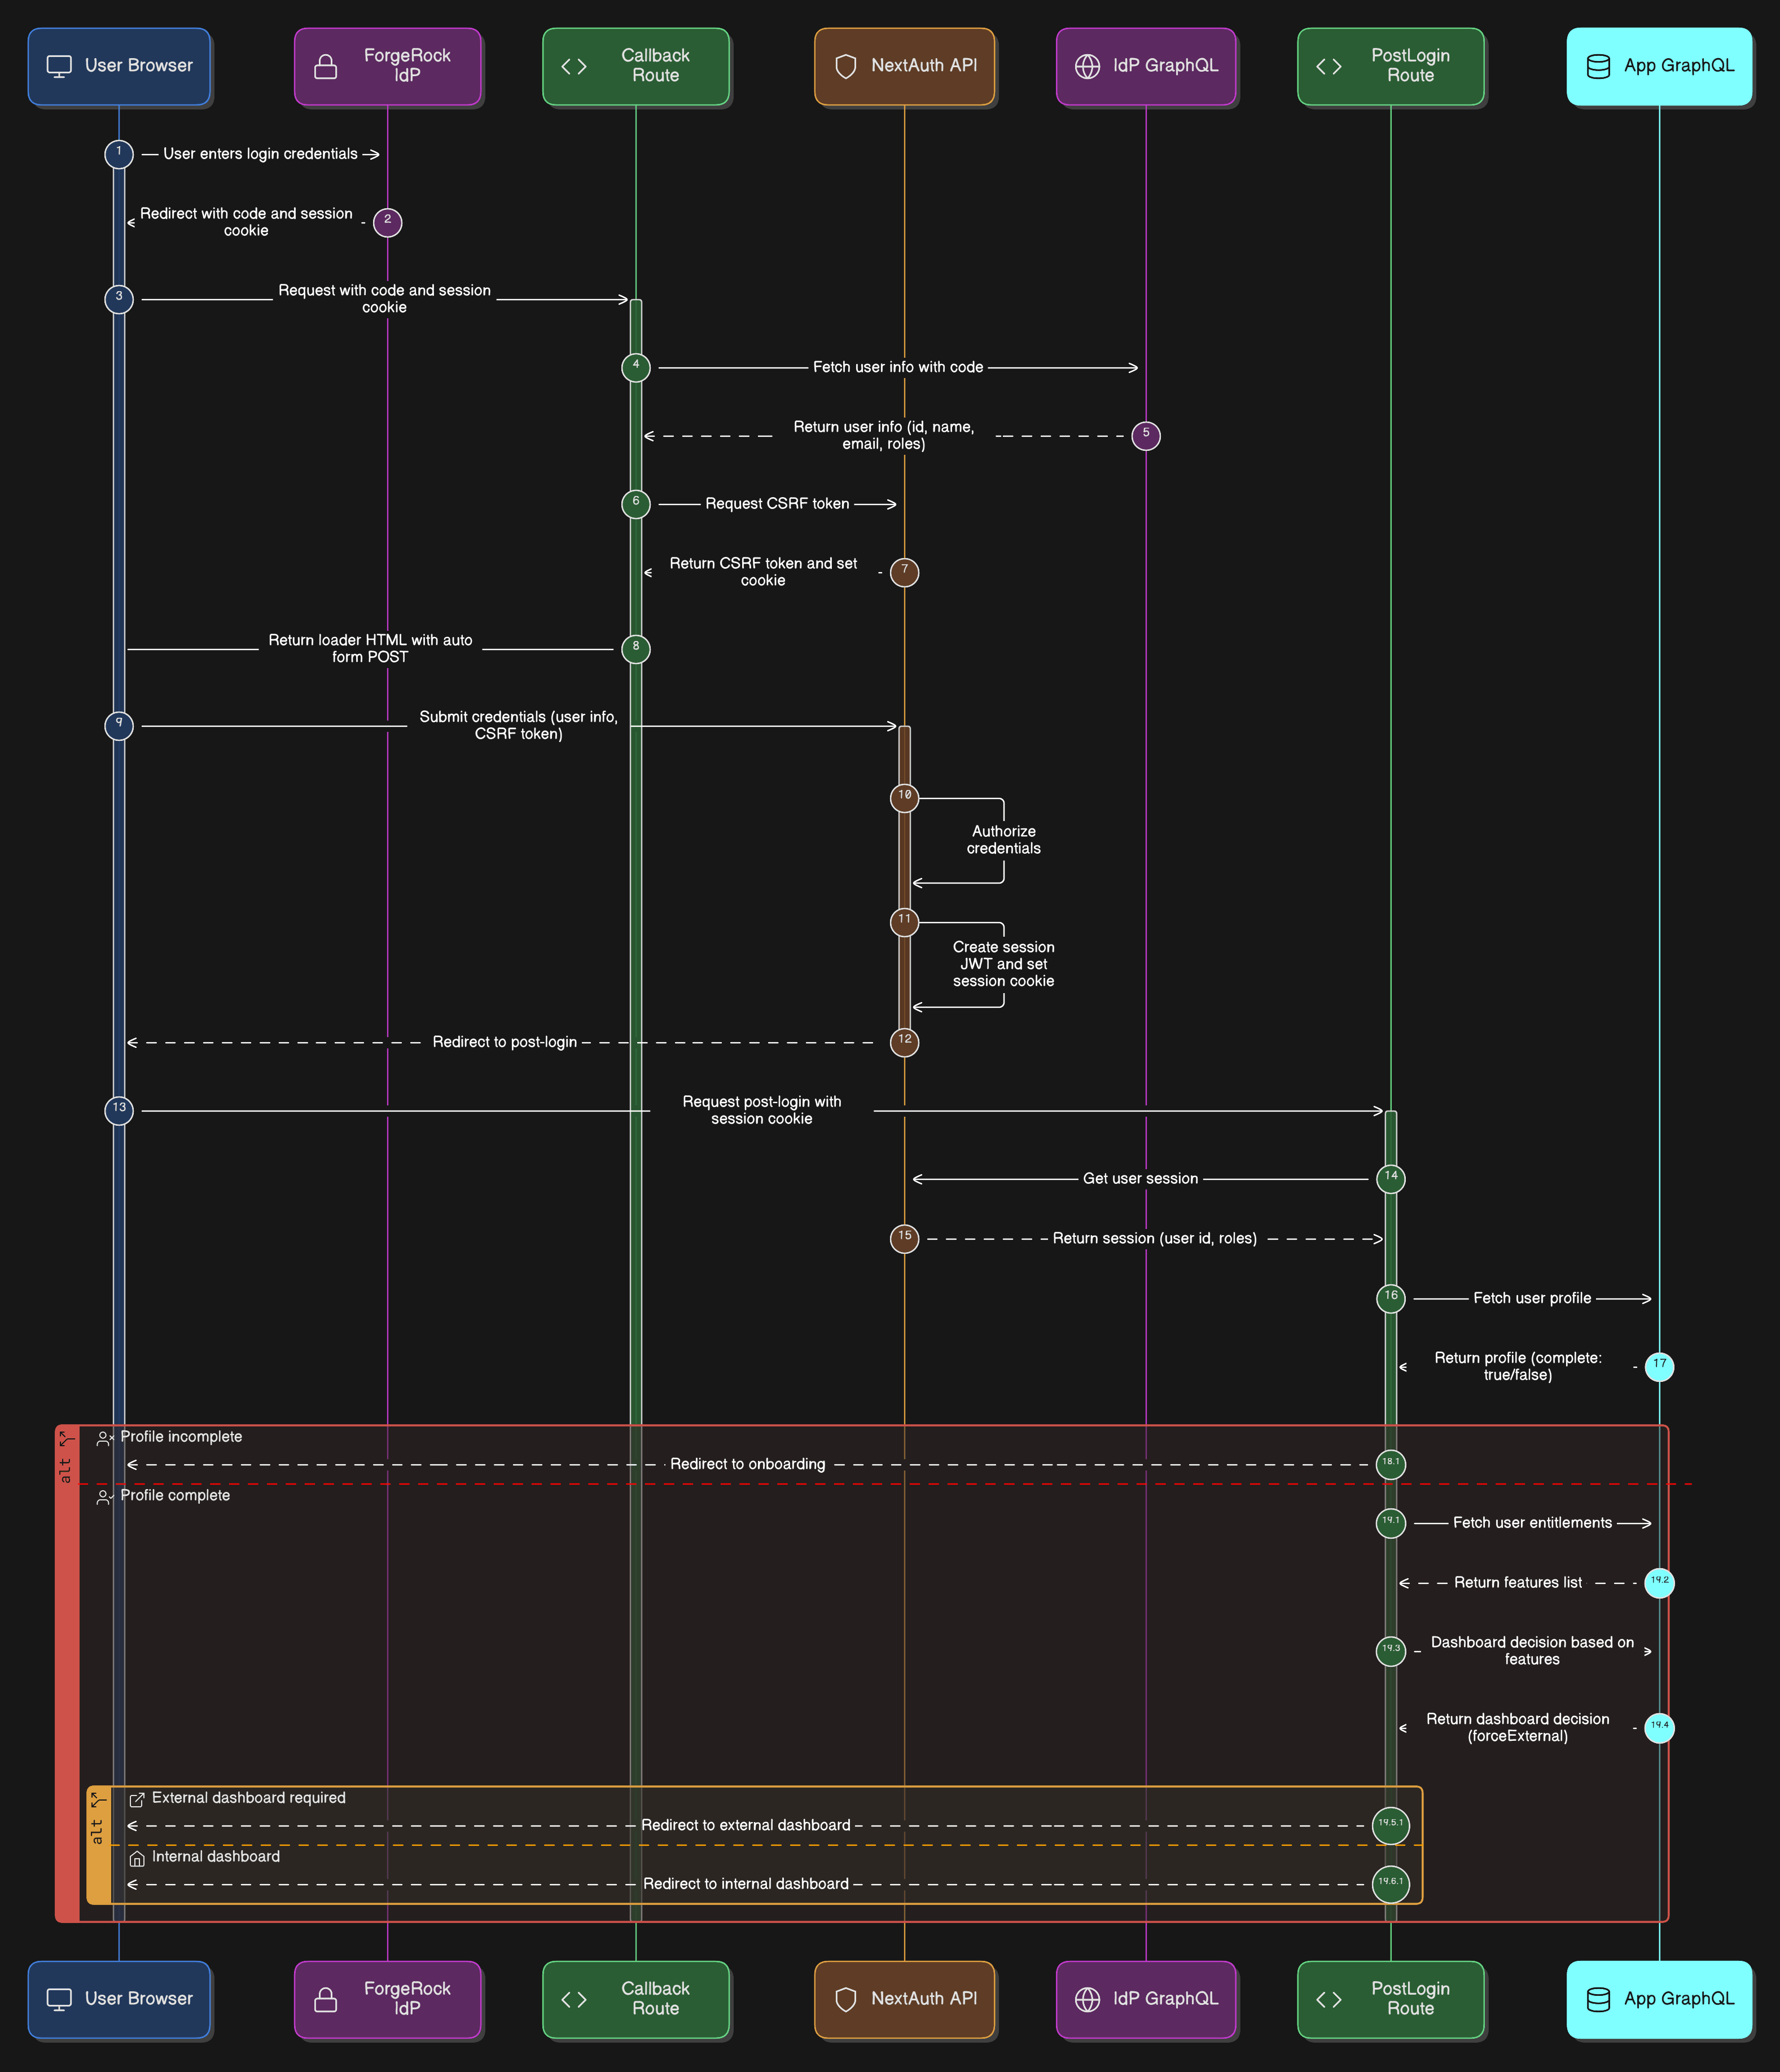 User Browser
ForgeRock
IdP
Callback
Route
NextAuth API
IdP GraphQL
PostLogin
Route
App GraphQL
1
User enters login credentials
Redirect with code and session
cookie
2
3
Request with code and session
cookie
4
Fetch user info with code
Return user info (id, name,
email, roles)
5
6
Request CSRF token
Return CSRF token and set
cookie
7
Return loader HTML with auto
form POST
8
9
Submit credentials (user info,
CSRF token)
10
Authorize
credentials
11
Create session
JWT and set
session cookie
Redirect to post-login
12
13
Request post-login with
session cookie
Get user session
14
15
Return session (user id, roles)
16
Fetch user profile
Return profile (complete:
true/false)
17
alt
Profile incomplete
Redirect to onboarding
18.1
Profile complete
19.1
Fetch user entitlements
Return features list
19.2
19.3
Dashboard decision based on
features
Return dashboard decision
(forceExternal)
19.4
alt
External dashboard required
Redirect to external dashboard
19.5.1
Internal dashboard
Redirect to internal dashboard
19.6.1
User Browser
ForgeRock
IdP
Callback
Route
NextAuth API
IdP GraphQL
PostLogin
Route
App GraphQL